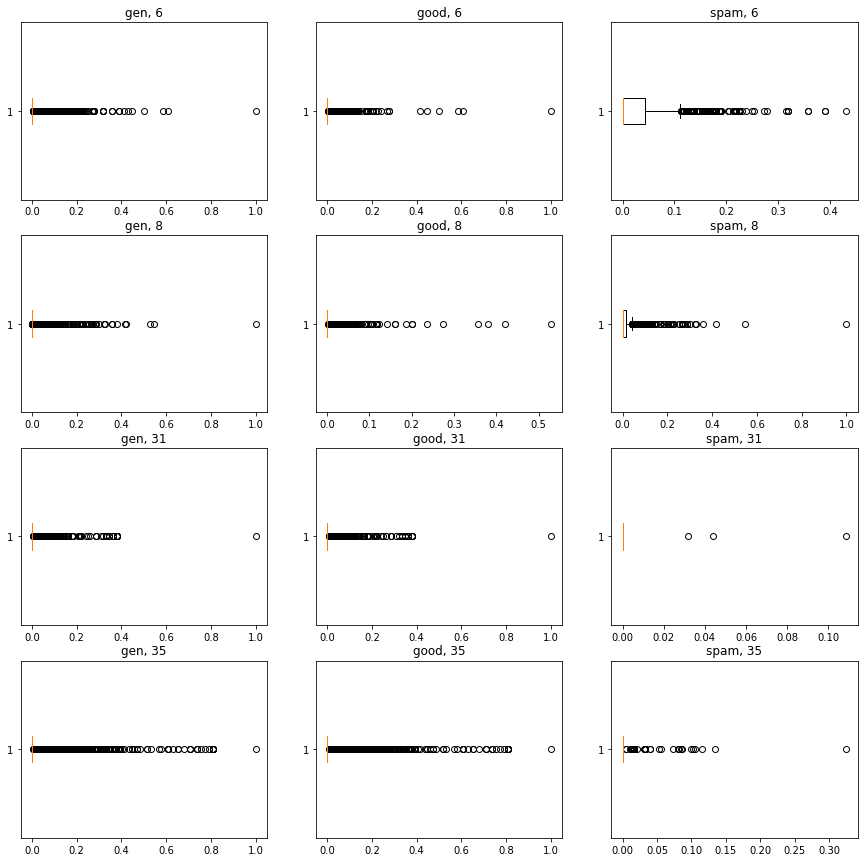 gen, 6 good, 6 spam, 6
1 1 1
0.0 0.2 0.4 0.6 0.8 1.0 0.0 0.2 0.4 0.6 0.8 1.0 0.0 0.1 0.2 0.3 0.4
gen, 8 good, 8 spam, 8
1 1 1
0.0 0.2 0.4 0.6 0.8 1.0 0.0 0.1 0.2 0.3 0.4 0.5 0.0 0.2 0.4 0.6 0.8 1.0
gen, 31 good, 31 spam, 31
1 1 1
0.0 0.2 0.4 0.6 0.8 1.0 0.0 0.2 0.4 0.6 0.8 1.0 0.00 0.02 0.04 0.06 0.08 0.10
gen, 35 good, 35 spam, 35
1 1 1
0.0 0.2 0.4 0.6 0.8 1.0 0.0 0.2 0.4 0.6 0.8 1.0 0.00 0.05 0.10 0.15 0.20 0.25 0.30